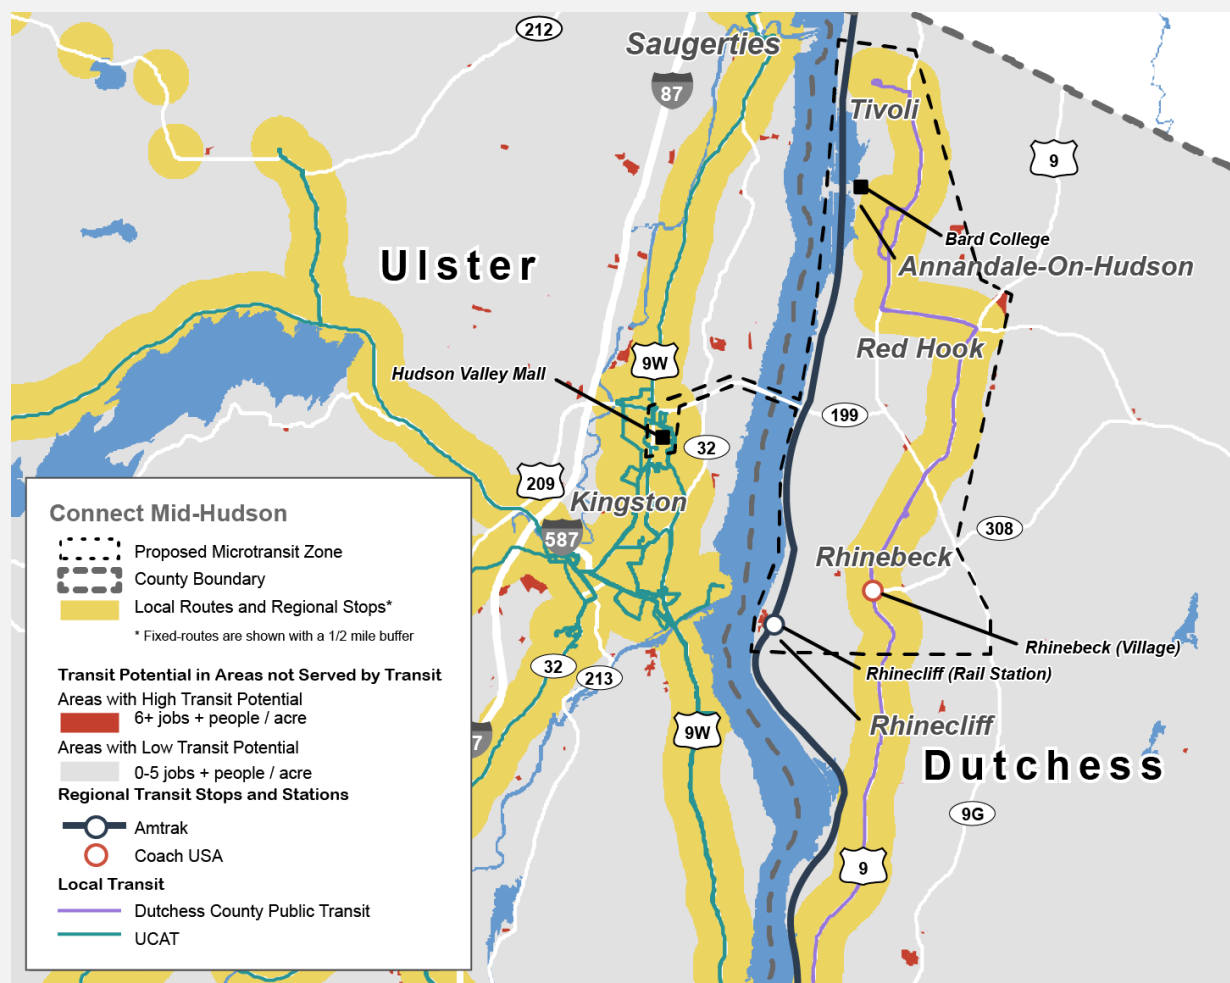 212
Saugerties
87
Tivoli
9
Bard College
Annandale-On-Hudson
Ulster
Red Hook
9W
Hudson Valley Mall
199
32
209
Kingston
308
587
Rhinebeck
Rhinebeck (Village)
Rhinecliff (Rail Station)
32
213
Rhinecliff
9W
7
Dutchess
9G
9
Connect Mid-Hudson
Proposed Microtransit Zone
County Boundary
Local Routes and Regional Stops*
* Fixed-routes are shown with a 1/2 mile buffer
Transit Potential in Areas not Served by Transit
Areas with High Transit Potential
6+ jobs + people / acre
Areas with Low Transit Potential
0-5 jobs + people / acre
Regional Transit Stops and Stations
Amtrak
Coach USA
Local Transit
Dutchess County Public Transit
UCAT